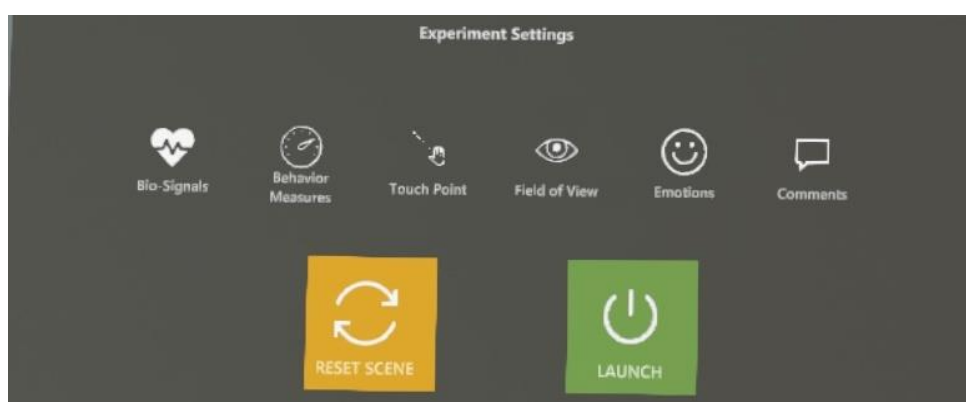 Experiment Settings
Bio-Signals
Behavior
Measures
Touch Point
Field of View
Emotions
Comments
RESET SCENE
LAUNCH